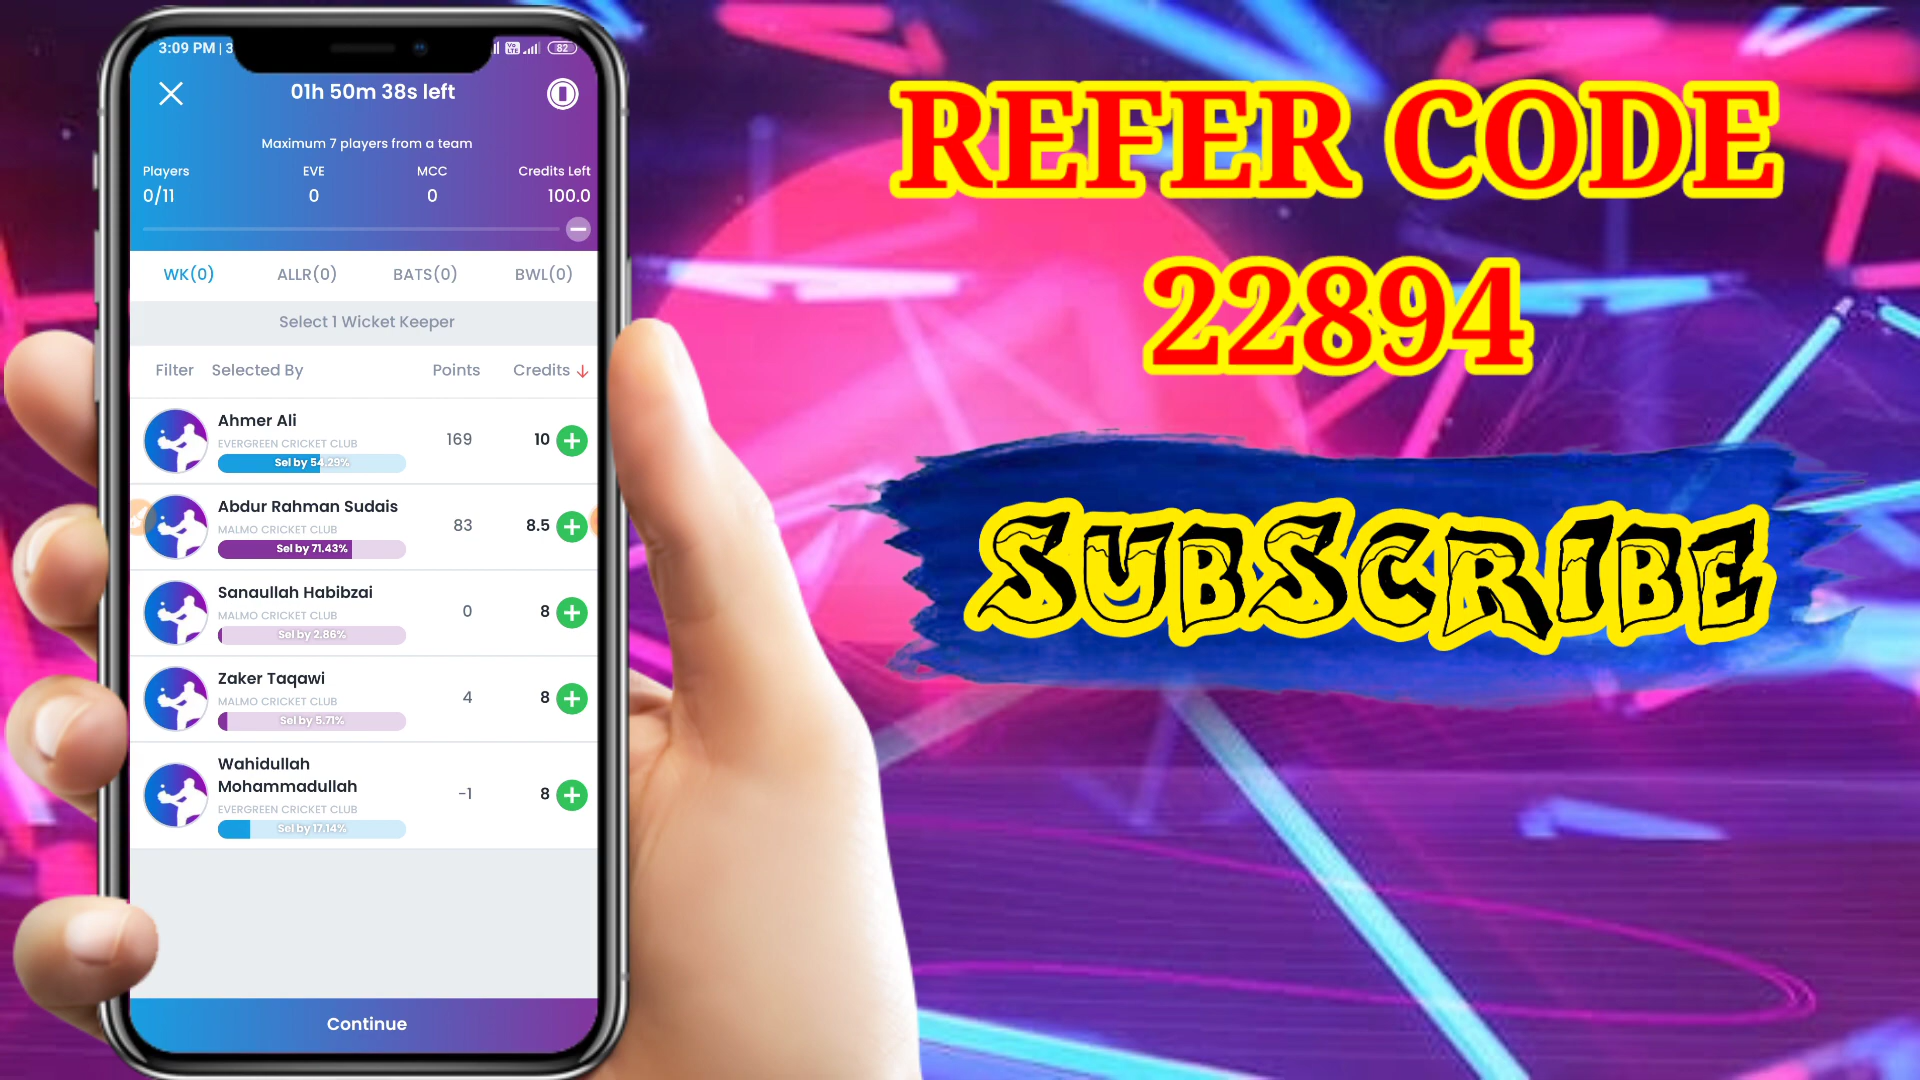 3:09 PM | 3
82
01h 50m 38s left
Maximum 7 players from a team
Players EVE MCC Credits Left
0/11 0 0 100.0
WK(0) ALLR(0) BATS(0) BWL(0)
Select 1 Wicket Keeper
Filter Selected By Points Credits ↓
Ahmer Ali
EVERGREEN CRICKET CLUB
169 10 +
Sel by 54.29%
Abdur Rahman Sudais
MALMO CRICKET CLUB
83 8.5 +
Sel by 71.43%
Sanaullah Habibzai
MALMO CRICKET CLUB
0 8 +
Sel by 2.86%
Zaker Taqawi
MALMO CRICKET CLUB
4 8 +
Sel by 5.71%
Wahidullah
Mohammadullah
-1 8 +
EVERGREEN CRICKET CLUB
Sel by 17.14%
Continue
REFER CODE
22894
SUBSCRIBE